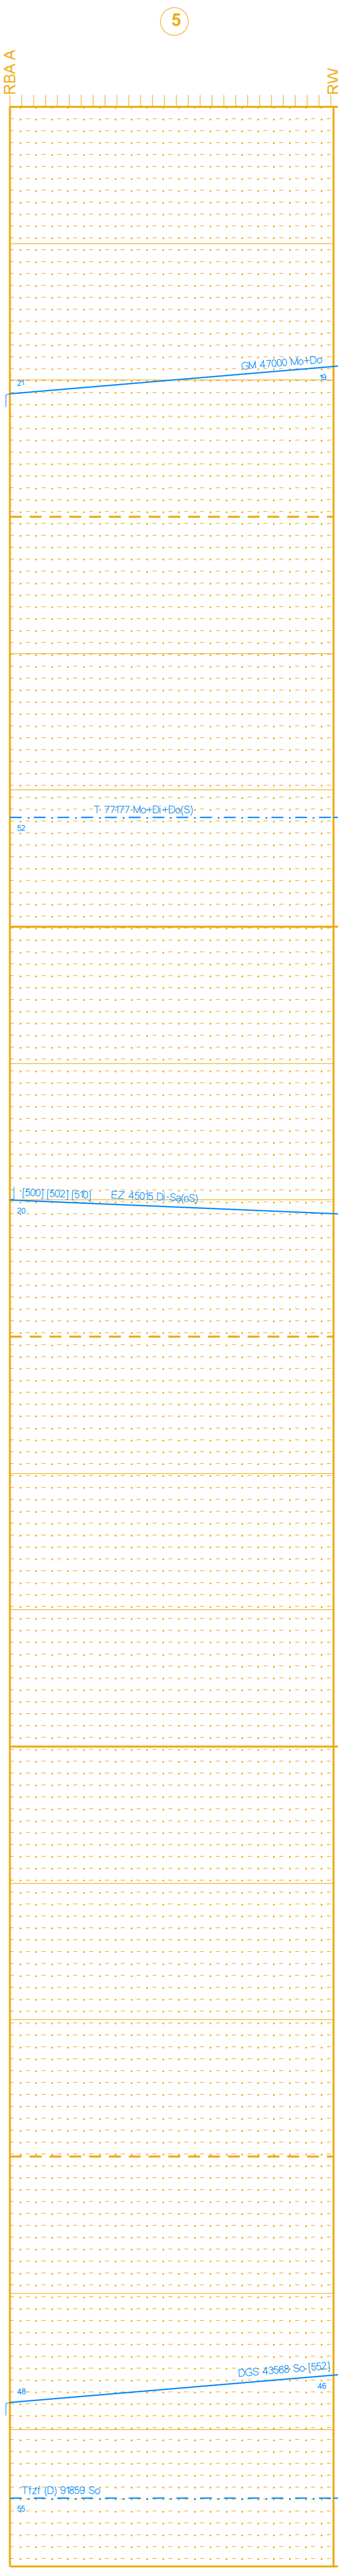 5
RBA A
RW
GM 47000 Mo+Do
21
19
T 77177 Mo+Di+Do(S)
52
[500] [502] [510] EZ 45015 Di-Sa(nS)
20
DGS 43568 So [552]
48
46
Tfzf (D) 91859 So
55